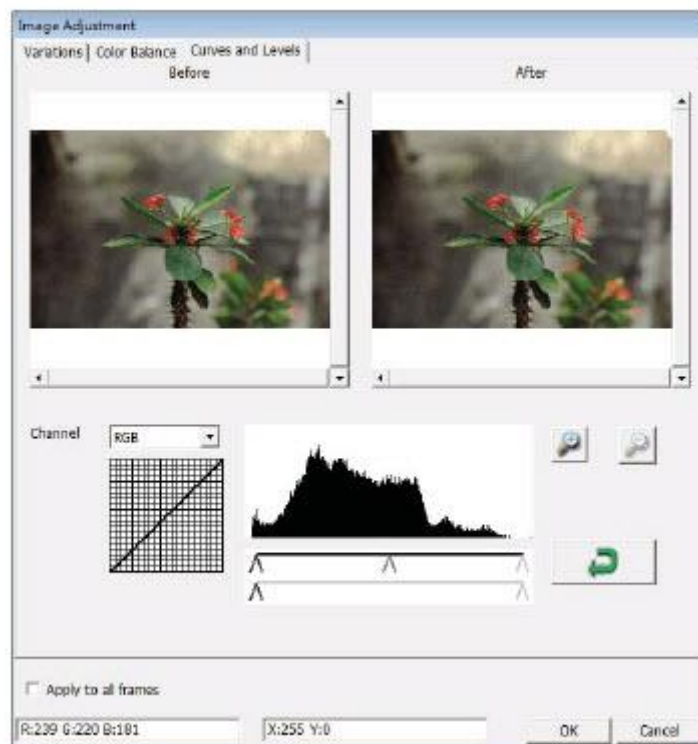 Image Adjustment
Variations Color Balance Curves and Levels
Before After
Channel RGB
Apply to all frames
R:239 G:220 B:181 X:255 Y:0 OK Cancel